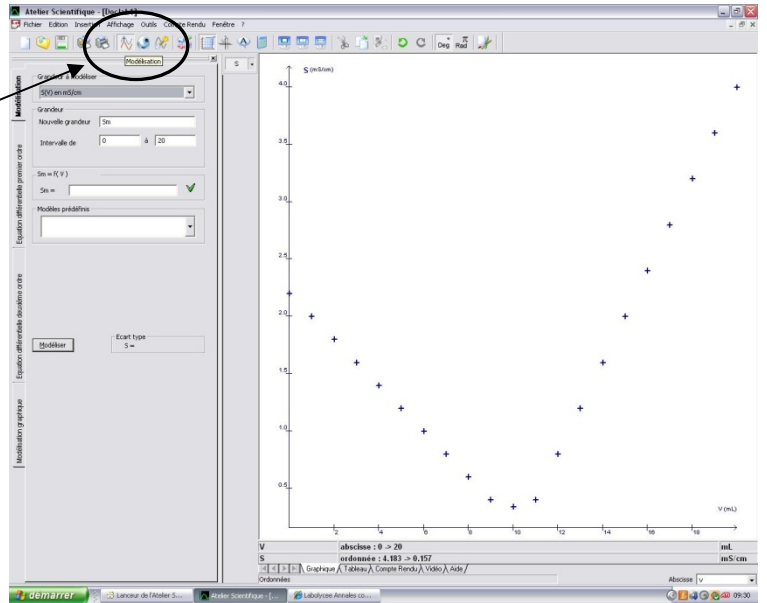 Atelier Scientifique - [Doc.lab4]
Fichier Edition Insertion Affichage Outils Compte Rendu Fenêtre ?
Deg Rad
Modélisation
Modélisation
Equation différentielle premier ordre
Equation différentielle deuxième ordre
Modélisation graphique
Grandeur à modéliser
S(V) en mS/cm
Grandeur
Nouvelle grandeur Sm
Intervalle de 0 à 20
Sm = f( V )
Sm =
Modèles prédéfinis
Modéliser
Ecart type
S =
S
S (mS/cm)
4.0
3.5
3.0
2.5
2.0
1.5
1.0
0.5
V (mL)
2 4 6 8 10 12 14 16 18
V abscisse : 0 -> 20 mL
S ordonnée : 4.183 -> 0.157 mS/cm
Graphique Tableau Compte Rendu Vidéo Aide
Ordonnées Abscisse V
démarrer Lanceur de l'Atelier S... Atelier Scientifique - [... Labolycee Annales co... 09:30